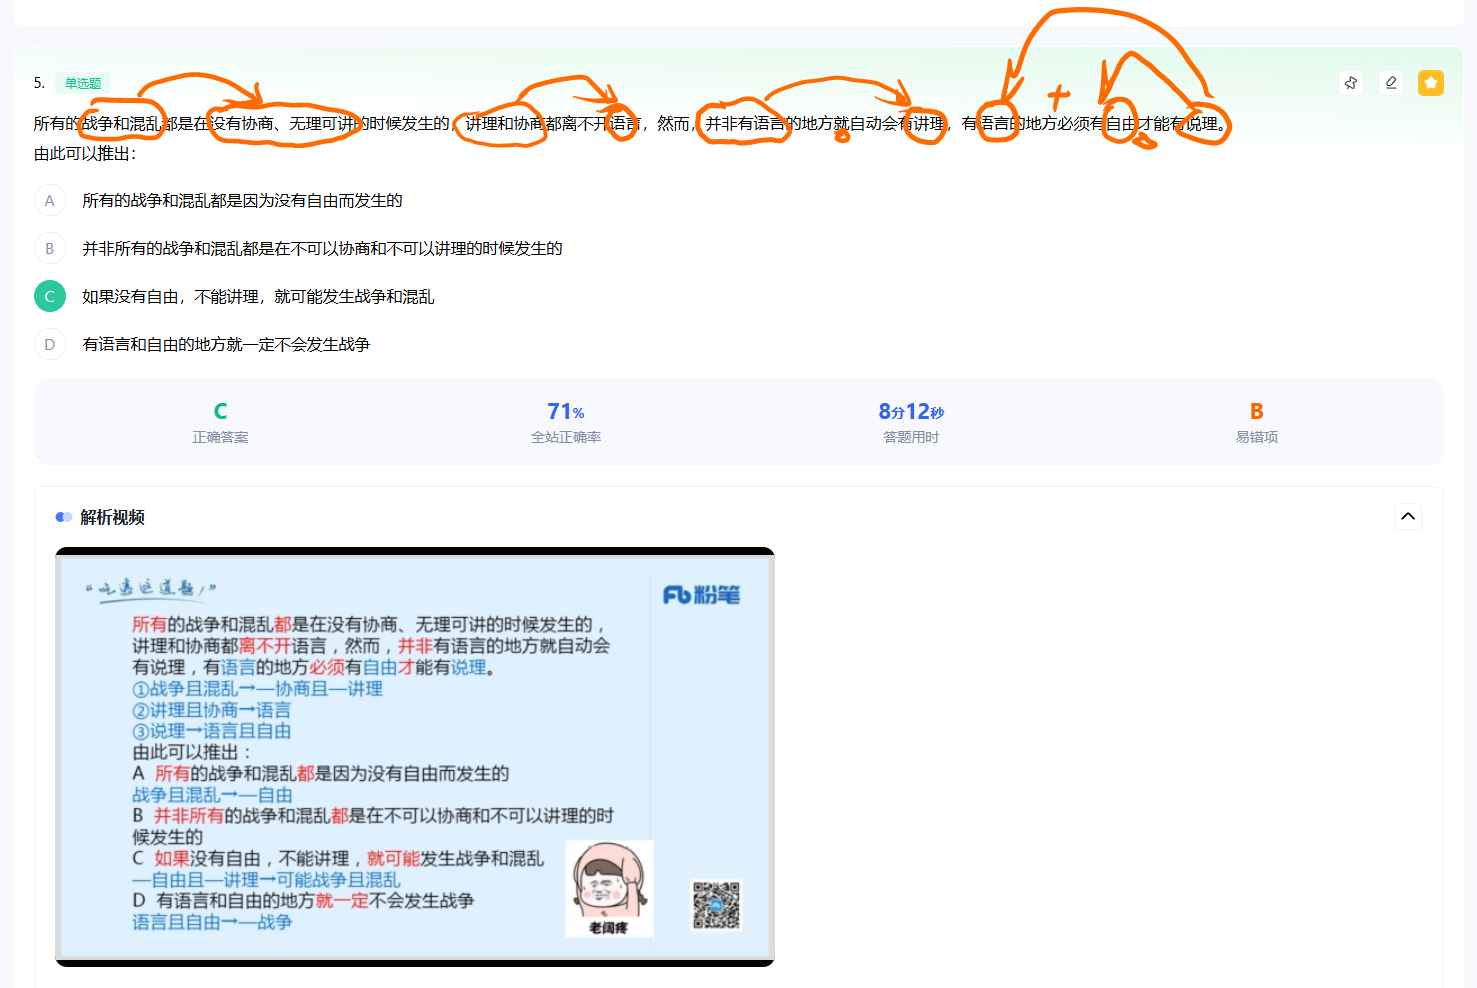 5. 单选题
所有的战争和混乱都是在没有协商、无理可讲的时候发生的，讲理和协商都离不开语言，然而，并非有语言的地方就自动会有讲理，有语言的地方必须有自由才能有说理。
由此可以推出：
A 所有的战争和混乱都是因为没有自由而发生的
B 并非所有的战争和混乱都是在不可以协商和不可以讲理的时候发生的
C 如果没有自由，不能讲理，就可能发生战争和混乱
D 有语言和自由的地方就一定不会发生战争
C 71% 8分12秒 B
正确答案 全站正确率 答题用时 易错项
解析视频
“吃透这道题！”
粉笔
所有的战争和混乱都是在没有协商、无理可讲的时候发生的，
讲理和协商都离不开语言，然而，并非有语言的地方就自动会
有说理，有语言的地方必须有自由才能有说理。
①战争且混乱→—协商且—讲理
②讲理且协商→语言
③说理→语言且自由
由此可以推出：
A 所有的战争和混乱都是因为没有自由而发生的
战争且混乱→—自由
B 并非所有的战争和混乱都是在不可以协商和不可以讲理的时
候发生的
C 如果没有自由，不能讲理，就可能发生战争和混乱
—自由且—讲理→可能战争且混乱
D 有语言和自由的地方就一定不会发生战争
语言且自由→—战争
老阔疼